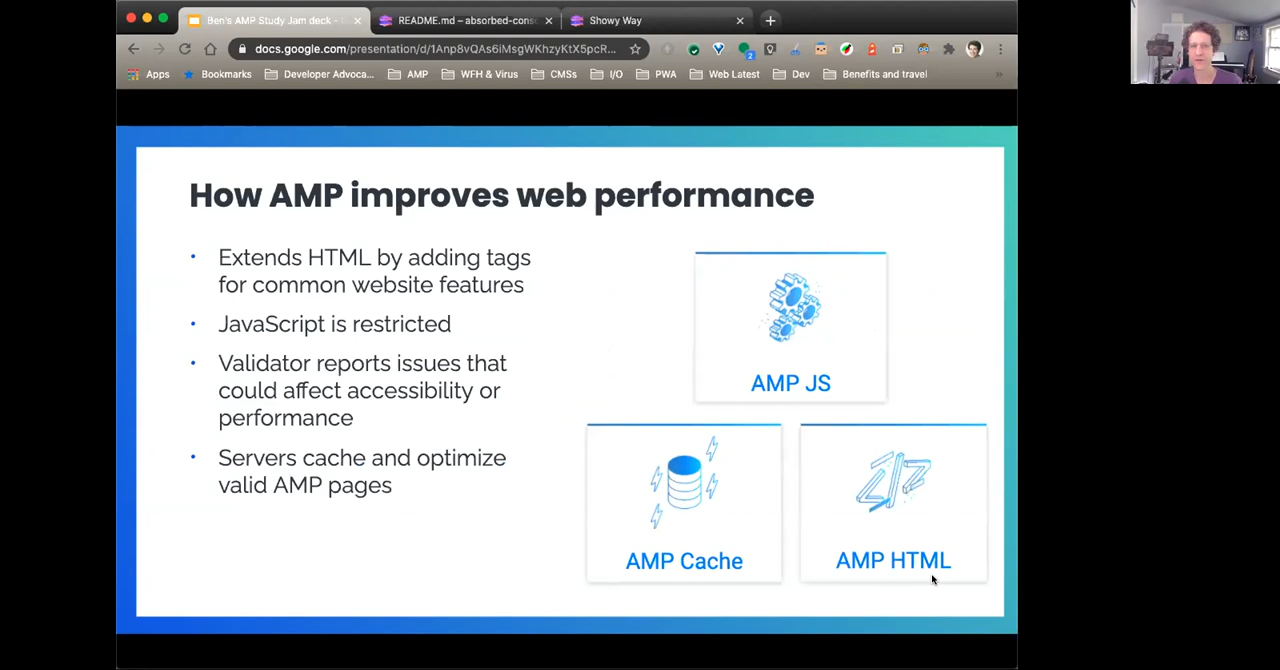 Ben's AMP Study Jam deck -
README.md – absorbed-conso
Showy Way
docs.google.com/presentation/d/1Anp8vQAs6iMsgWKhzyKtX5pcR...
2
Apps
Bookmarks
Developer Advoca...
AMP
WFH & Virus
CMSs
I/O
PWA
Web Latest
Dev
Benefits and travel
»
How AMP improves web performance
• Extends HTML by adding tags
for common website features
• JavaScript is restricted
• Validator reports issues that
could affect accessibility or
performance
• Servers cache and optimize
valid AMP pages
AMP JS
AMP Cache
AMP HTML